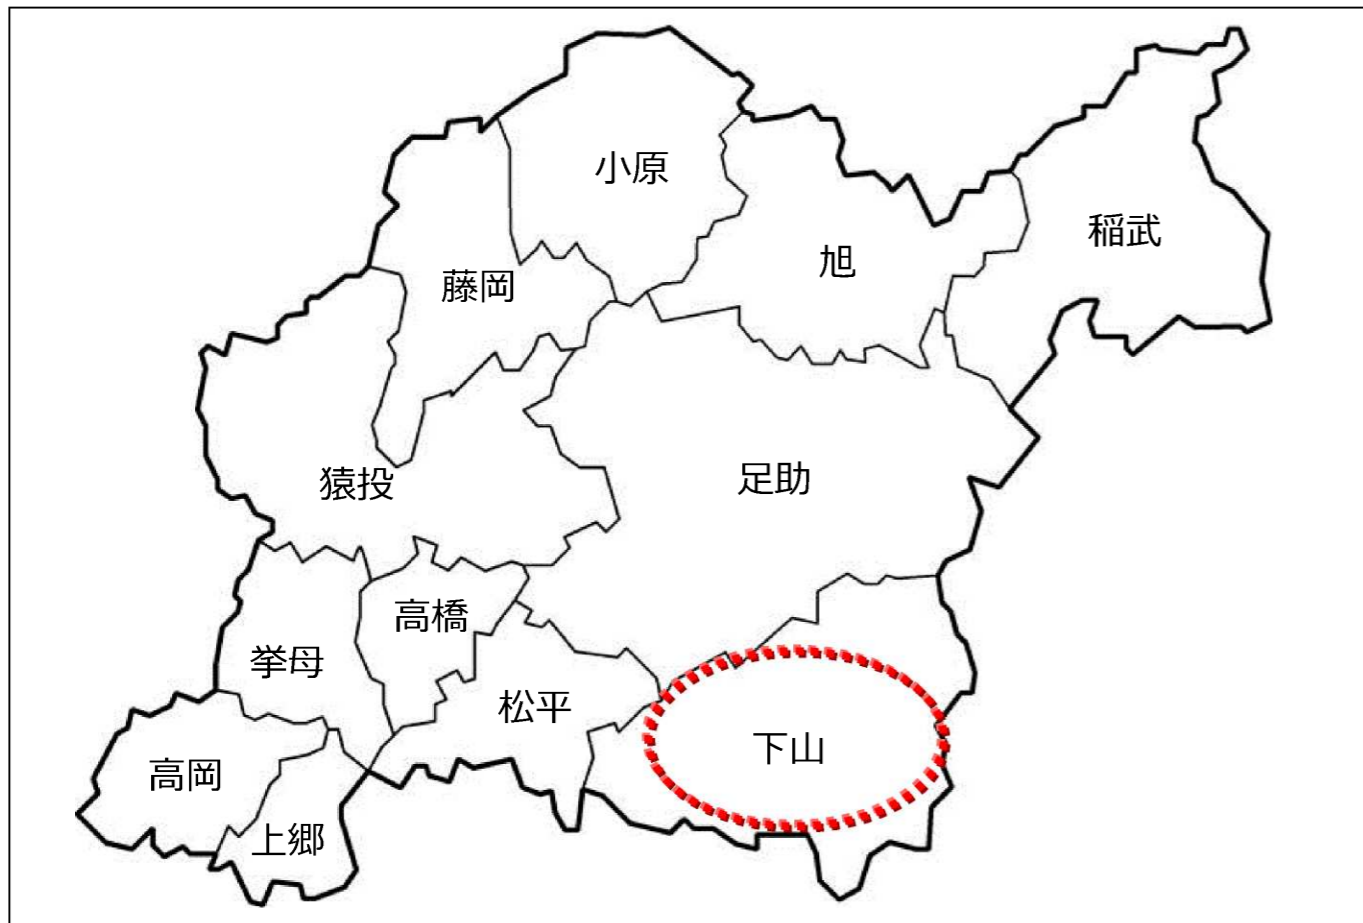 小原
稲武
旭
藤岡
足助
猿投
高橋
挙母
松平
下山
高岡
上郷